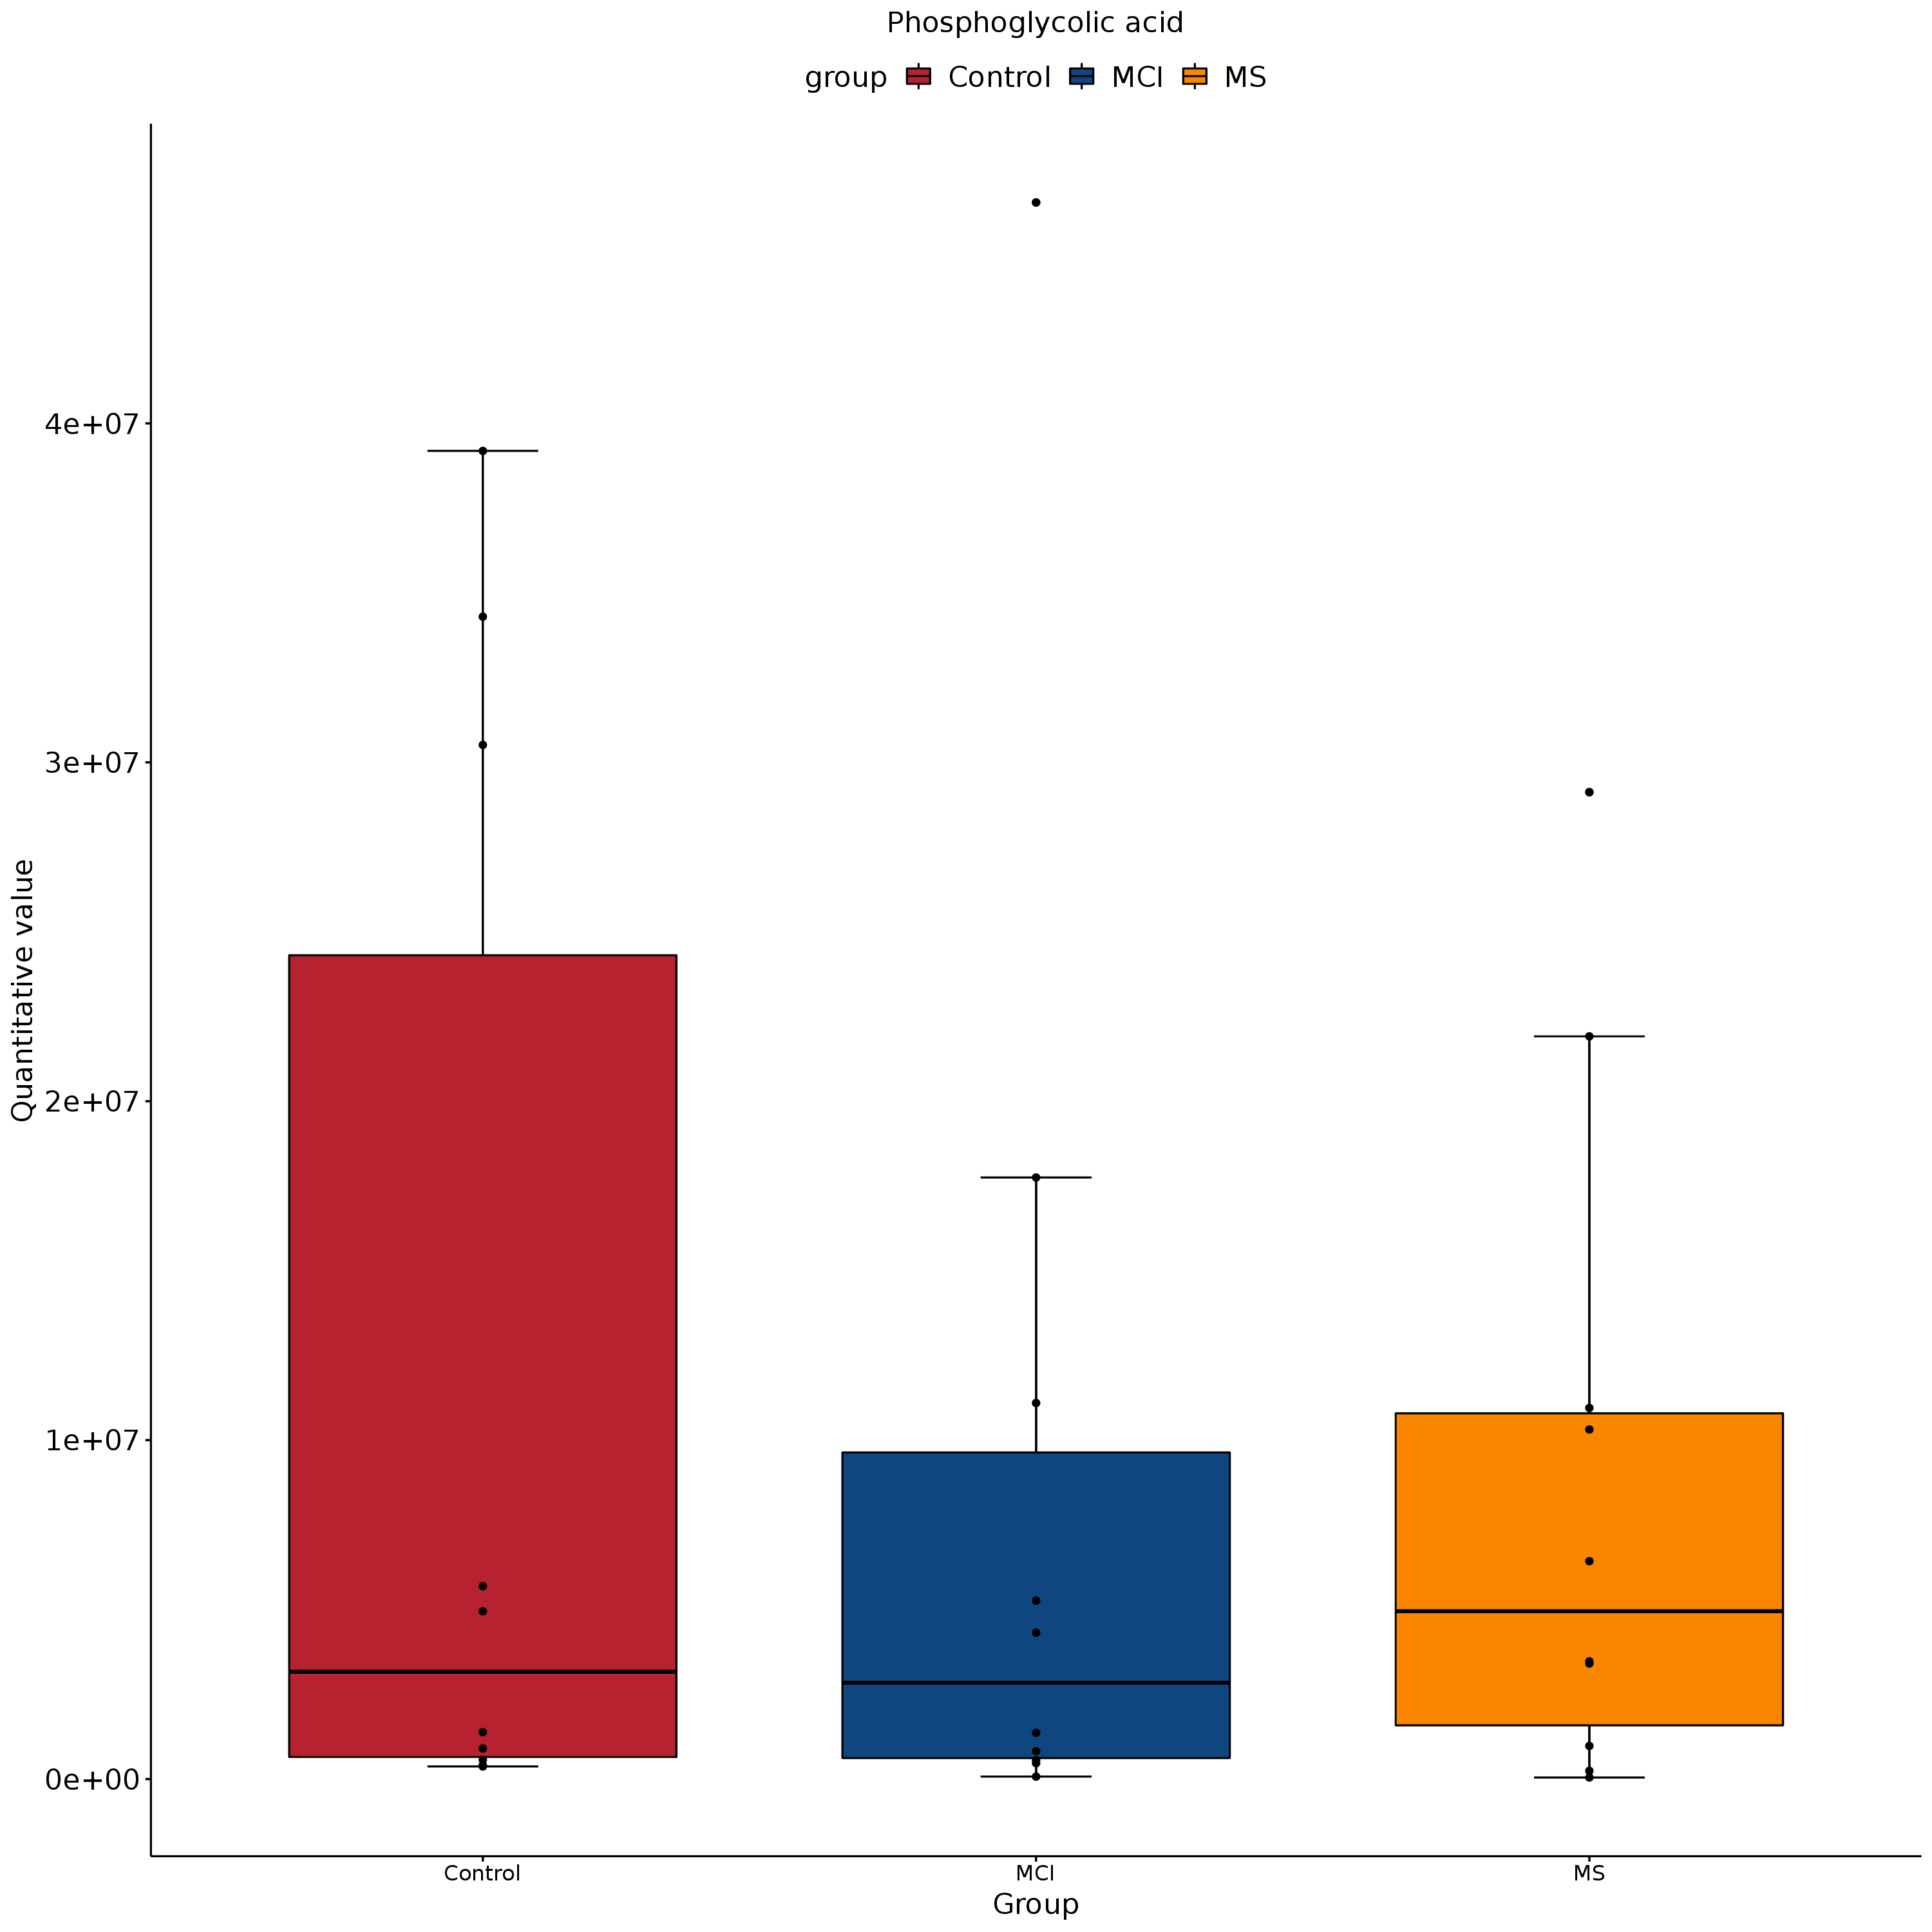 Phosphoglycolic acid
group Control MCI MS
Quantitative value
4e+07
3e+07
2e+07
1e+07
0e+00
Control MCI MS
Group